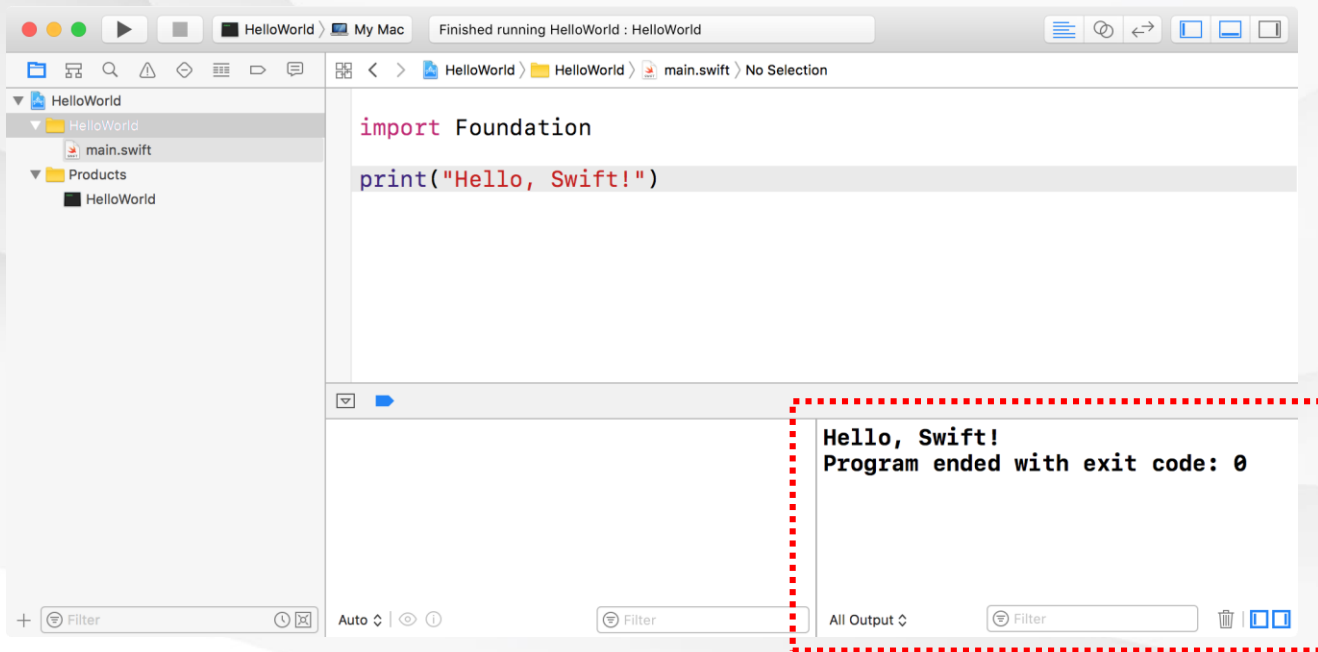 HelloWorld
My Mac
Finished running HelloWorld : HelloWorld
HelloWorld
HelloWorld
main.swift
No Selection
HelloWorld
HelloWorld
main.swift
Products
HelloWorld
import Foundation
print("Hello, Swift!")
Hello, Swift!
Program ended with exit code: 0
Filter
Auto
Filter
All Output
Filter